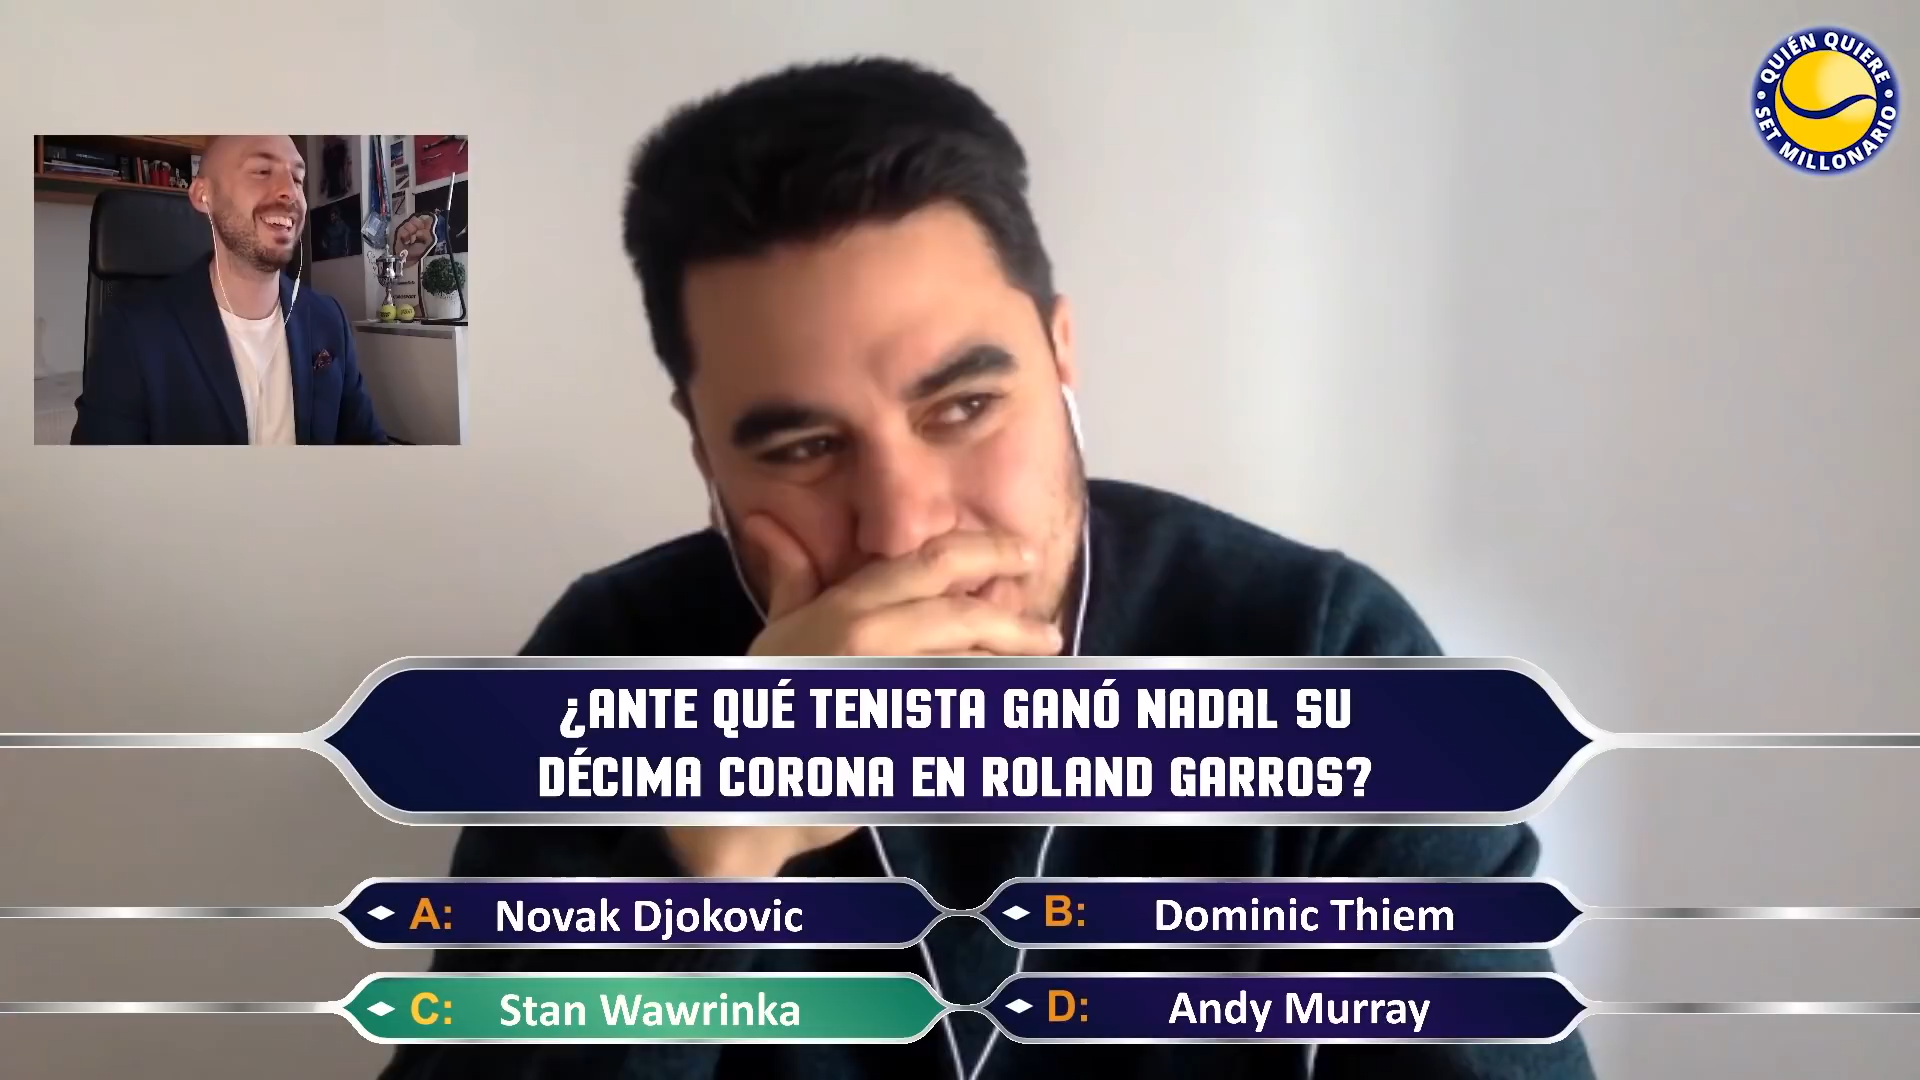 QUIÉN QUIERE
SET MILLONARIO
¿ANTE QUÉ TENISTA GANÓ NADAL SU
DÉCIMA CORONA EN ROLAND GARROS?
A: Novak Djokovic
B: Dominic Thiem
C: Stan Wawrinka
D: Andy Murray